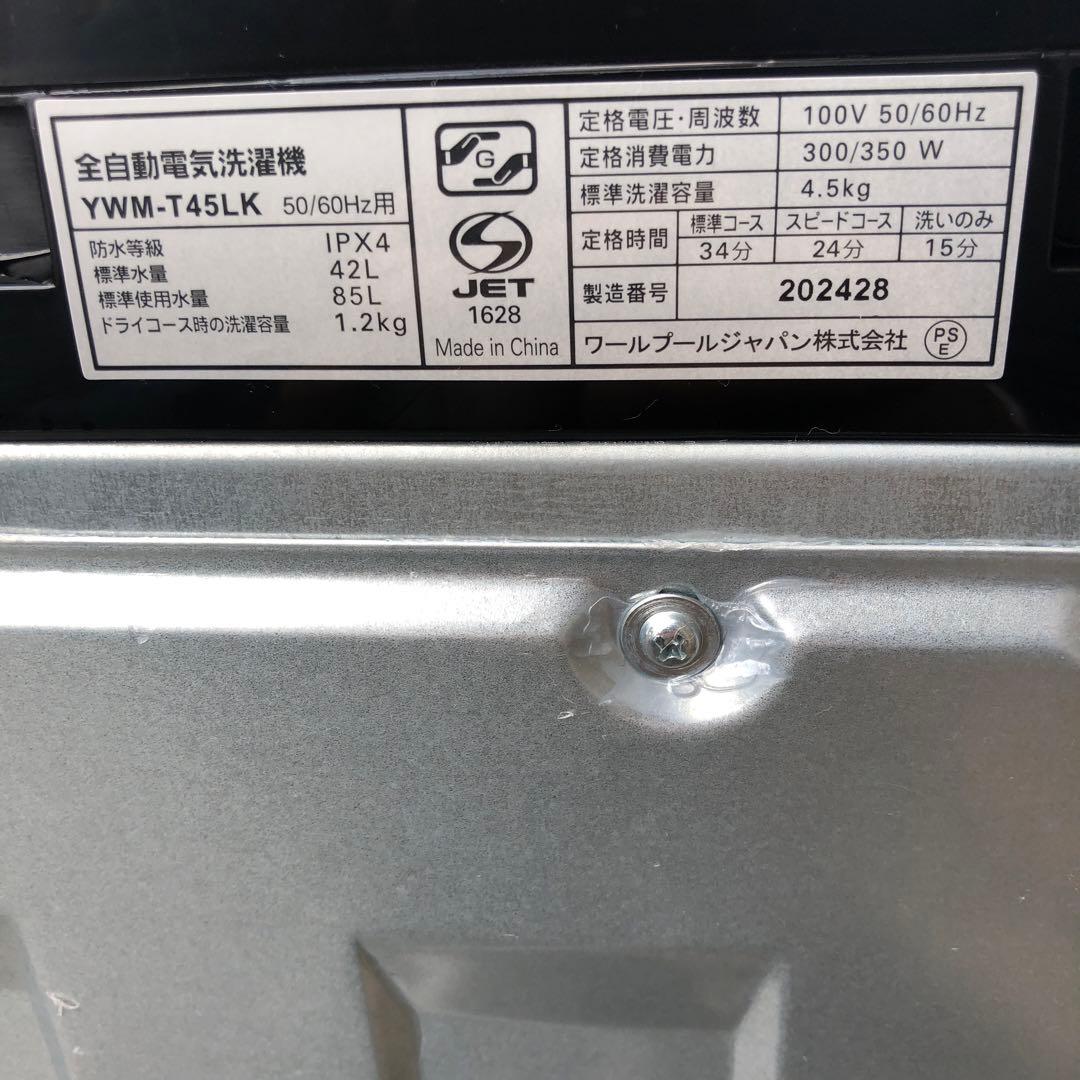 全自動電気洗濯機
YWM-T45LK 50/60Hz用
防水等級 IPX4
標準水量 42L
標準使用水量 85L
ドライコース時の洗濯容量 1.2kg
G
S
JET
1628
Made in China
定格電圧・周波数 100V 50/60Hz
定格消費電力 300/350 W
標準洗濯容量 4.5kg
定格時間 標準コース スピードコース 洗いのみ
34分 24分 15分
製造番号 202428
ワールプールジャパン株式会社 PS
E